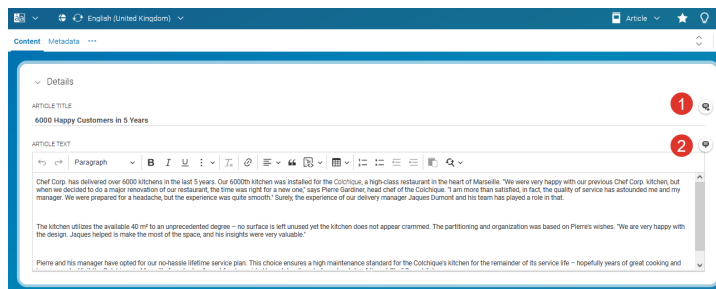 English (United Kingdom) Article
Content Metadata ...
Details
ARTICLE TITLE
1
6000 Happy Customers in 5 Years
ARTICLE TEXT
2
Paragraph B I U
Chef Corp. has delivered over 6000 kitchens in the last 5 years. Our 6000th kitchen was installed for the Colchique, a high-class restaurant in the heart of Marseille. "We were very happy with our previous Chef Corp. kitchen, but
when we decided to do a major renovation of our restaurant, the time was right for a new one,' says Pierre Gardiner, head chef of the Colchique. "I am more than satisfied, in fact, the quality of service has astounded me and my
manager. We were prepared for a headache, but the experience was quite smooth." Surely, the experience of our delivery manager Jaques Dumont and his team has played a role in that.
The kitchen utilizes the available 40 m² to an unprecedented degree – no surface is left unused yet the kitchen does not appear crammed. The partitioning and organization was based on Pierre's wishes. "We are very happy with
the design. Jaques helped is make the most of the space, and his insights were very valuable."
Pierre and his manager have opted for our no-hassle lifetime service plan. This choice ensures a high maintenance standard for the Colchique's kitchen for the remainder of its service life – hopefully years of great cooking and